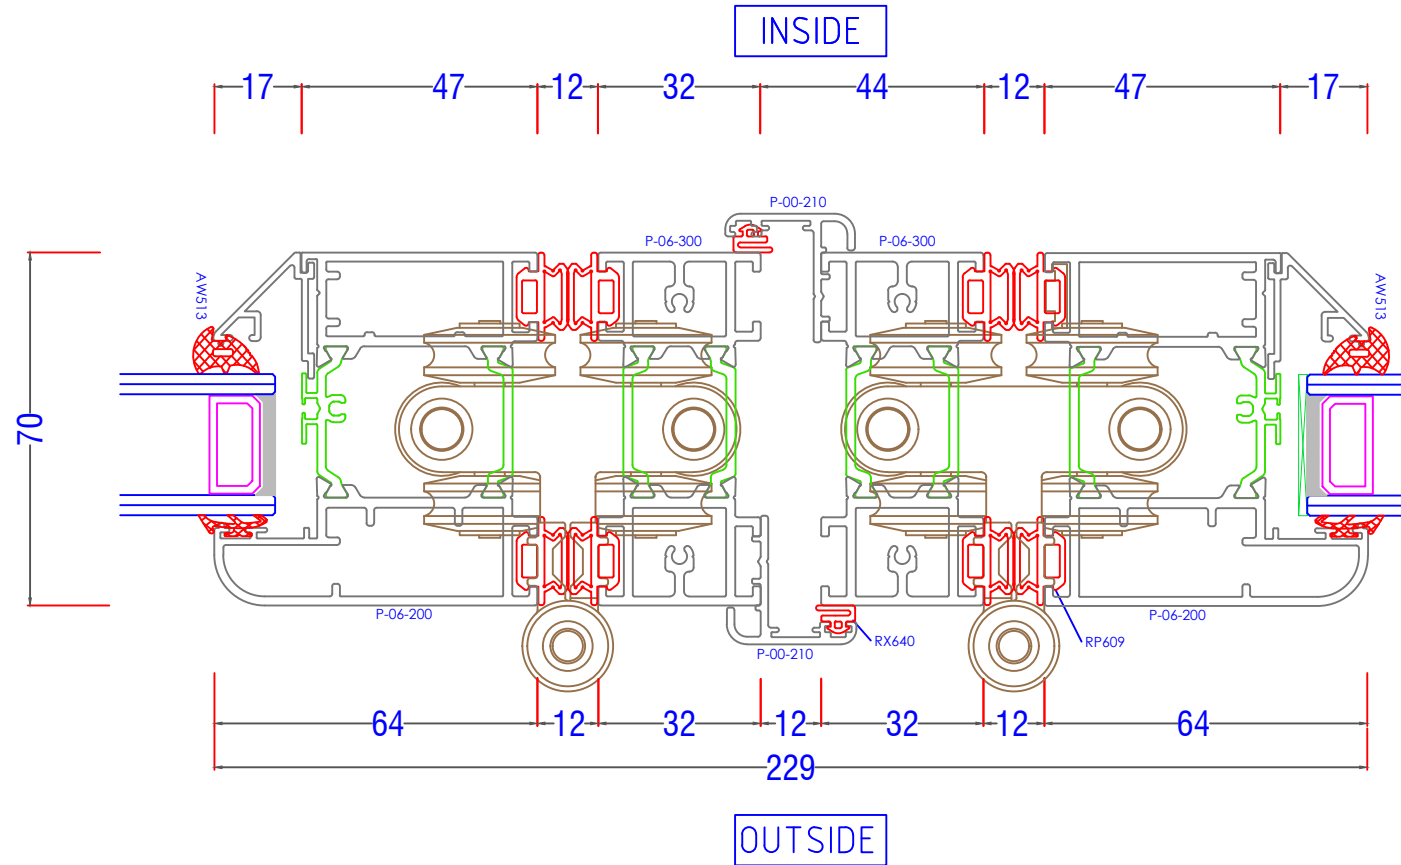 INSIDE
17 47 12 32 44 12 47 17
P-00-210
P-06-300 P-06-300
AW513 AW513
70
P-06-200 P-06-200
RX640 RP609
P-00-210
64 12 32 12 32 12 64
229
OUTSIDE